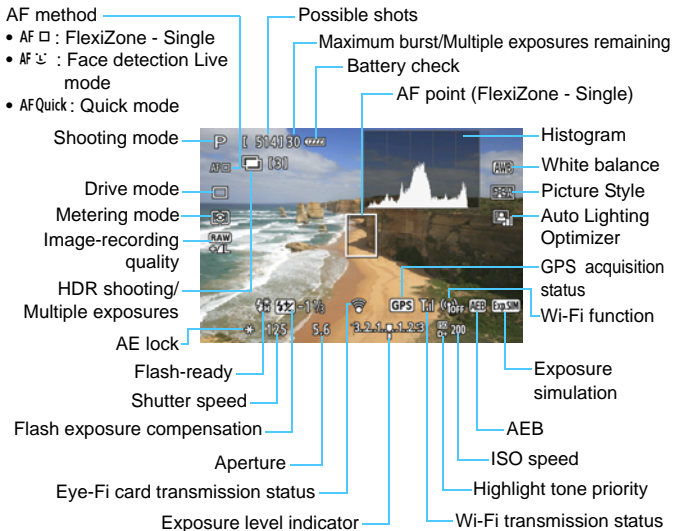 AF method
• AF □ : FlexiZone - Single
• AF : Face detection Live
mode
• AFQuick : Quick mode
Possible shots
Maximum burst/Multiple exposures remaining
Battery check
AF point (FlexiZone - Single)
Shooting mode
Drive mode
Metering mode
Image-recording
quality
HDR shooting/
Multiple exposures
AE lock
Flash-ready
Shutter speed
Flash exposure compensation
Aperture
Eye-Fi card transmission status
Exposure level indicator
Histogram
White balance
Picture Style
Auto Lighting
Optimizer
GPS acquisition
status
Wi-Fi function
Exposure
simulation
AEB
ISO speed
Highlight tone priority
Wi-Fi transmission status
P [ 514] 30
AF□ [3]
AWB
RAW
+/L
-1 ⅓ GPS OFF AEB Exp.SIM
125 5.6 3..2..1..▮..1..2..3 200